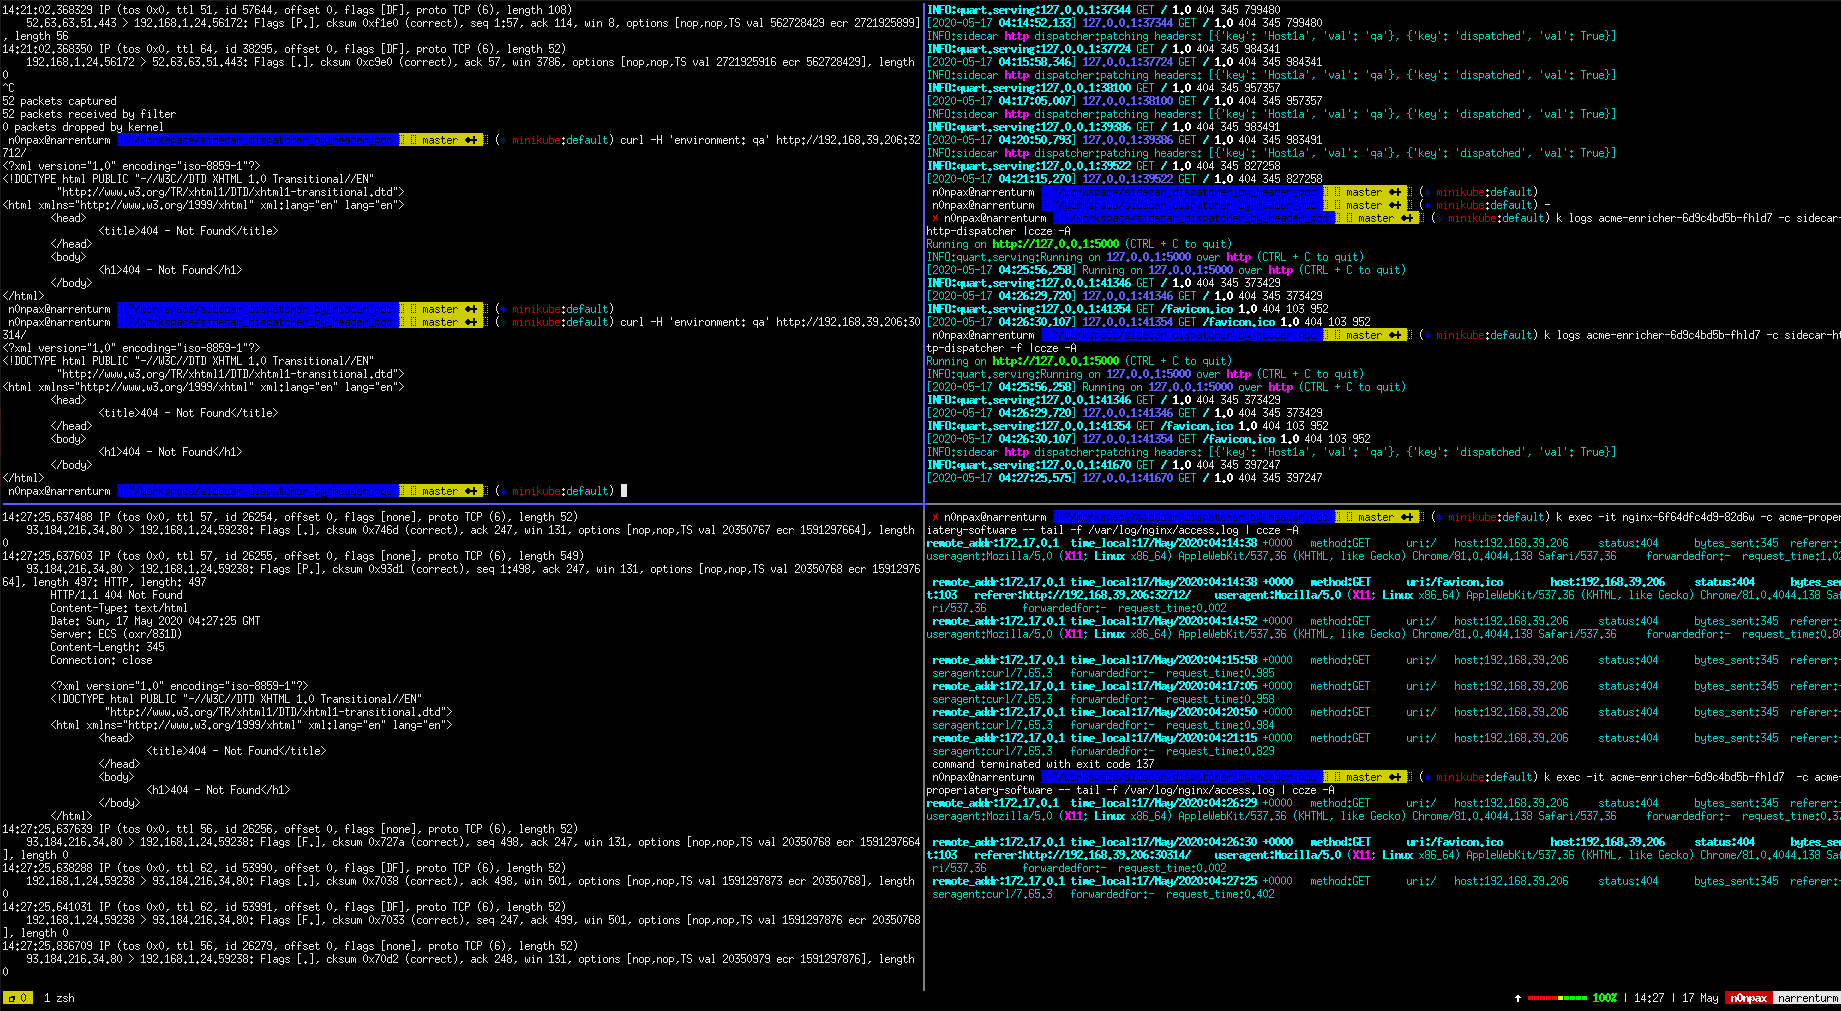 14:21:02.368329 IP (tos 0x0, ttl 51, id 57644, offset 0, flags [DF], proto TCP (6), length 108)
52.63.63.51.443 > 192.168.1.24.56172: Flags [P.], cksum 0xf1e0 (correct), seq 1:57, ack 114, win 8, options [nop,nop,TS val 562728429 ecr 2721925899]
, length 56
14:21:02.368350 IP (tos 0x0, ttl 64, id 38295, offset 0, flags [DF], proto TCP (6), length 52)
192.168.1.24.56172 > 52.63.63.51.443: Flags [.], cksum 0xc9e0 (correct), ack 57, win 3786, options [nop,nop,TS val 2721925916 ecr 562728429], length
0
^C
52 packets captured
52 packets received by filter
0 packets dropped by kernel
n0npax@narrenturm ~/workspace/sidecar_dispatcher_by_header_poc master (minikube:default) curl -H 'environment: qa' http://192.168.39.206:32
712/
<?xml version="1.0" encoding="iso-8859-1"?>
<!DOCTYPE html PUBLIC "-//W3C//DTD XHTML 1.0 Transitional//EN"
"http://www.w3.org/TR/xhtml1/DTD/xhtml1-transitional.dtd">
<html xmlns="http://www.w3.org/1999/xhtml" xml:lang="en" lang="en">
<head>
<title>404 - Not Found</title>
</head>
<body>
<h1>404 - Not Found</h1>
</body>
</html>
n0npax@narrenturm ~/workspace/sidecar_dispatcher_by_header_poc master (minikube:default)
n0npax@narrenturm ~/workspace/sidecar_dispatcher_by_header_poc master (minikube:default) curl -H 'environment: qa' http://192.168.39.206:30
314/
<?xml version="1.0" encoding="iso-8859-1"?>
<!DOCTYPE html PUBLIC "-//W3C//DTD XHTML 1.0 Transitional//EN"
"http://www.w3.org/TR/xhtml1/DTD/xhtml1-transitional.dtd">
<html xmlns="http://www.w3.org/1999/xhtml" xml:lang="en" lang="en">
<head>
<title>404 - Not Found</title>
</head>
<body>
<h1>404 - Not Found</h1>
</body>
</html>
n0npax@narrenturm ~/workspace/sidecar_dispatcher_by_header_poc master (minikube:default)
INFO:quart.serving:127.0.0.1:37344 GET / 1.0 404 345 799480
[2020-05-17 04:14:52,133] 127.0.0.1:37344 GET / 1.0 404 345 799480
INFO:sidecar http dispatcher:patching headers: [{'key': 'Host1a', 'val': 'qa'}, {'key': 'dispatched', 'val': True}]
INFO:quart.serving:127.0.0.1:37724 GET / 1.0 404 345 984341
[2020-05-17 04:15:58,346] 127.0.0.1:37724 GET / 1.0 404 345 984341
INFO:sidecar http dispatcher:patching headers: [{'key': 'Host1a', 'val': 'qa'}, {'key': 'dispatched', 'val': True}]
INFO:quart.serving:127.0.0.1:38100 GET / 1.0 404 345 957357
[2020-05-17 04:17:05,007] 127.0.0.1:38100 GET / 1.0 404 345 957357
INFO:sidecar http dispatcher:patching headers: [{'key': 'Host1a', 'val': 'qa'}, {'key': 'dispatched', 'val': True}]
INFO:quart.serving:127.0.0.1:39386 GET / 1.0 404 345 983491
[2020-05-17 04:20:50,793] 127.0.0.1:39386 GET / 1.0 404 345 983491
INFO:sidecar http dispatcher:patching headers: [{'key': 'Host1a', 'val': 'qa'}, {'key': 'dispatched', 'val': True}]
INFO:quart.serving:127.0.0.1:39522 GET / 1.0 404 345 827258
[2020-05-17 04:21:15,270] 127.0.0.1:39522 GET / 1.0 404 345 827258
n0npax@narrenturm ~/workspace/sidecar_dispatcher_by_header_poc master (minikube:default)
n0npax@narrenturm ~/workspace/sidecar_dispatcher_by_header_poc master (minikube:default) -
✗ n0npax@narrenturm ~/workspace/sidecar_dispatcher_by_header_poc master (minikube:default) k logs acme-enricher-6d9c4bd5b-fhld7 -c sidecar-
http-dispatcher |ccze -A
Running on http://127.0.0.1:5000 (CTRL + C to quit)
INFO:quart.serving:Running on 127.0.0.1:5000 over http (CTRL + C to quit)
[2020-05-17 04:25:56,258] Running on 127.0.0.1:5000 over http (CTRL + C to quit)
INFO:quart.serving:127.0.0.1:41346 GET / 1.0 404 345 373429
[2020-05-17 04:26:29,720] 127.0.0.1:41346 GET / 1.0 404 345 373429
INFO:quart.serving:127.0.0.1:41354 GET /favicon.ico 1.0 404 103 952
[2020-05-17 04:26:30,107] 127.0.0.1:41354 GET /favicon.ico 1.0 404 103 952
n0npax@narrenturm ~/workspace/sidecar_dispatcher_by_header_poc master (minikube:default) k logs acme-enricher-6d9c4bd5b-fhld7 -c sidecar-ht
tp-dispatcher -f |ccze -A
Running on http://127.0.0.1:5000 (CTRL + C to quit)
INFO:quart.serving:Running on 127.0.0.1:5000 over http (CTRL + C to quit)
[2020-05-17 04:25:56,258] Running on 127.0.0.1:5000 over http (CTRL + C to quit)
INFO:quart.serving:127.0.0.1:41346 GET / 1.0 404 345 373429
[2020-05-17 04:26:29,720] 127.0.0.1:41346 GET / 1.0 404 345 373429
INFO:quart.serving:127.0.0.1:41354 GET /favicon.ico 1.0 404 103 952
[2020-05-17 04:26:30,107] 127.0.0.1:41354 GET /favicon.ico 1.0 404 103 952
INFO:sidecar http dispatcher:patching headers: [{'key': 'Host1a', 'val': 'qa'}, {'key': 'dispatched', 'val': True}]
INFO:quart.serving:127.0.0.1:41670 GET / 1.0 404 345 397247
[2020-05-17 04:27:25,575] 127.0.0.1:41670 GET / 1.0 404 345 397247
14:27:25.637488 IP (tos 0x0, ttl 57, id 26254, offset 0, flags [none], proto TCP (6), length 52)
93.184.216.34.80 > 192.168.1.24.59238: Flags [.], cksum 0x746d (correct), ack 247, win 131, options [nop,nop,TS val 20350767 ecr 1591297664], length
0
14:27:25.637603 IP (tos 0x0, ttl 57, id 26255, offset 0, flags [none], proto TCP (6), length 549)
93.184.216.34.80 > 192.168.1.24.59238: Flags [P.], cksum 0x93d1 (correct), seq 1:498, ack 247, win 131, options [nop,nop,TS val 20350768 ecr 15912976
64], length 497: HTTP, length: 497
HTTP/1.1 404 Not Found
Content-Type: text/html
Date: Sun, 17 May 2020 04:27:25 GMT
Server: ECS (oxr/831D)
Content-Length: 345
Connection: close
<?xml version="1.0" encoding="iso-8859-1"?>
<!DOCTYPE html PUBLIC "-//W3C//DTD XHTML 1.0 Transitional//EN"
"http://www.w3.org/TR/xhtml1/DTD/xhtml1-transitional.dtd">
<html xmlns="http://www.w3.org/1999/xhtml" xml:lang="en" lang="en">
<head>
<title>404 - Not Found</title>
</head>
<body>
<h1>404 - Not Found</h1>
</body>
</html>
14:27:25.637639 IP (tos 0x0, ttl 56, id 26256, offset 0, flags [none], proto TCP (6), length 52)
93.184.216.34.80 > 192.168.1.24.59238: Flags [F.], cksum 0x727a (correct), seq 498, ack 247, win 131, options [nop,nop,TS val 20350768 ecr 1591297664
], length 0
14:27:25.638288 IP (tos 0x0, ttl 62, id 53990, offset 0, flags [DF], proto TCP (6), length 52)
192.168.1.24.59238 > 93.184.216.34.80: Flags [.], cksum 0x7038 (correct), ack 498, win 501, options [nop,nop,TS val 1591297873 ecr 20350768], length
0
14:27:25.641031 IP (tos 0x0, ttl 62, id 53991, offset 0, flags [DF], proto TCP (6), length 52)
192.168.1.24.59238 > 93.184.216.34.80: Flags [F.], cksum 0x7033 (correct), seq 247, ack 499, win 501, options [nop,nop,TS val 1591297876 ecr 20350768
], length 0
14:27:25.836709 IP (tos 0x0, ttl 56, id 26279, offset 0, flags [none], proto TCP (6), length 52)
93.184.216.34.80 > 192.168.1.24.59238: Flags [.], cksum 0x70d2 (correct), ack 248, win 131, options [nop,nop,TS val 20350979 ecr 1591297876], length
0
✗ n0npax@narrenturm ~/workspace/sidecar_dispatcher_by_header_poc master (minikube:default) k exec -it nginx-6f64dfc4d9-82d6w -c acme-proper
iatery-software -- tail -f /var/log/nginx/access.log | ccze -A
remote_addr:172.17.0.1 time_local:17/May/2020:04:14:38 +0000 method:GET uri:/ host:192.168.39.206 status:404 bytes_sent:345 referer:-
useragent:Mozilla/5.0 (X11; Linux x86_64) AppleWebKit/537.36 (KHTML, like Gecko) Chrome/81.0.4044.138 Safari/537.36 forwardedfor:- request_time:1.02
remote_addr:172.17.0.1 time_local:17/May/2020:04:14:38 +0000 method:GET uri:/favicon.ico host:192.168.39.206 status:404 bytes_sen
t:103 referer:http://192.168.39.206:32712/ useragent:Mozilla/5.0 (X11; Linux x86_64) AppleWebKit/537.36 (KHTML, like Gecko) Chrome/81.0.4044.138 Safa
ri/537.36 forwardedfor:- request_time:0.002
remote_addr:172.17.0.1 time_local:17/May/2020:04:14:52 +0000 method:GET uri:/ host:192.168.39.206 status:404 bytes_sent:345 referer:-
useragent:Mozilla/5.0 (X11; Linux x86_64) AppleWebKit/537.36 (KHTML, like Gecko) Chrome/81.0.4044.138 Safari/537.36 forwardedfor:- request_time:0.80
remote_addr:172.17.0.1 time_local:17/May/2020:04:15:58 +0000 method:GET uri:/ host:192.168.39.206 status:404 bytes_sent:345 referer:-
seragent:curl/7.65.3 forwardedfor:- request_time:0.985
remote_addr:172.17.0.1 time_local:17/May/2020:04:17:05 +0000 method:GET uri:/ host:192.168.39.206 status:404 bytes_sent:345 referer:-
seragent:curl/7.65.3 forwardedfor:- request_time:0.958
remote_addr:172.17.0.1 time_local:17/May/2020:04:20:50 +0000 method:GET uri:/ host:192.168.39.206 status:404 bytes_sent:345 referer:-
seragent:curl/7.65.3 forwardedfor:- request_time:0.984
remote_addr:172.17.0.1 time_local:17/May/2020:04:21:15 +0000 method:GET uri:/ host:192.168.39.206 status:404 bytes_sent:345 referer:-
seragent:curl/7.65.3 forwardedfor:- request_time:0.829
command terminated with exit code 137
n0npax@narrenturm ~/workspace/sidecar_dispatcher_by_header_poc master (minikube:default) k exec -it acme-enricher-6d9c4bd5b-fhld7 -c acme-
properiatery-software -- tail -f /var/log/nginx/access.log | ccze -A
remote_addr:172.17.0.1 time_local:17/May/2020:04:26:29 +0000 method:GET uri:/ host:192.168.39.206 status:404 bytes_sent:345 referer:-
useragent:Mozilla/5.0 (X11; Linux x86_64) AppleWebKit/537.36 (KHTML, like Gecko) Chrome/81.0.4044.138 Safari/537.36 forwardedfor:- request_time:0.37
remote_addr:172.17.0.1 time_local:17/May/2020:04:26:30 +0000 method:GET uri:/favicon.ico host:192.168.39.206 status:404 bytes_sen
t:103 referer:http://192.168.39.206:30314/ useragent:Mozilla/5.0 (X11; Linux x86_64) AppleWebKit/537.36 (KHTML, like Gecko) Chrome/81.0.4044.138 Safa
ri/537.36 forwardedfor:- request_time:0.002
remote_addr:172.17.0.1 time_local:17/May/2020:04:27:25 +0000 method:GET uri:/ host:192.168.39.206 status:404 bytes_sent:345 referer:-
seragent:curl/7.65.3 forwardedfor:- request_time:0.402
0 1 zsh ↑ 100% | 14:27 | 17 May n0npax narrenturm